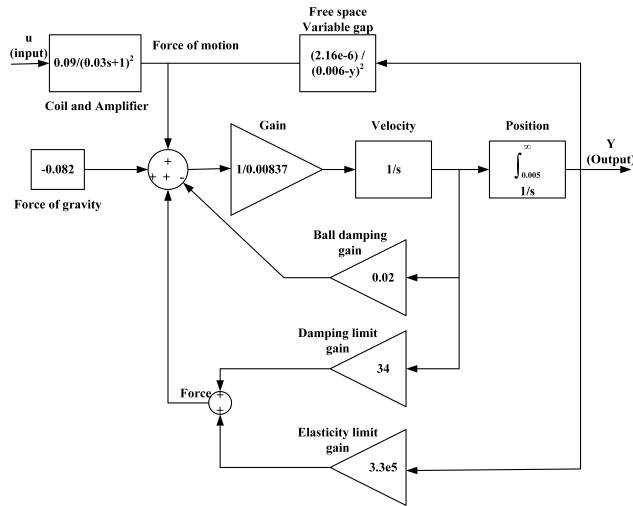 u
(input)
0.09/(0.03s+1)²
Coil and Amplifier
Force of motion
Free space
Variable gap
(2.16e-6) /
(0.006-y)²
-0.082
Force of gravity
+
+ + -
Gain
1/0.00837
Velocity
1/s
Position
∫
∞
0.005
1/s
Y
(Output)
Ball damping
gain
0.02
Damping limit
gain
34
Force
+
+
Elasticity limit
gain
3.3e5